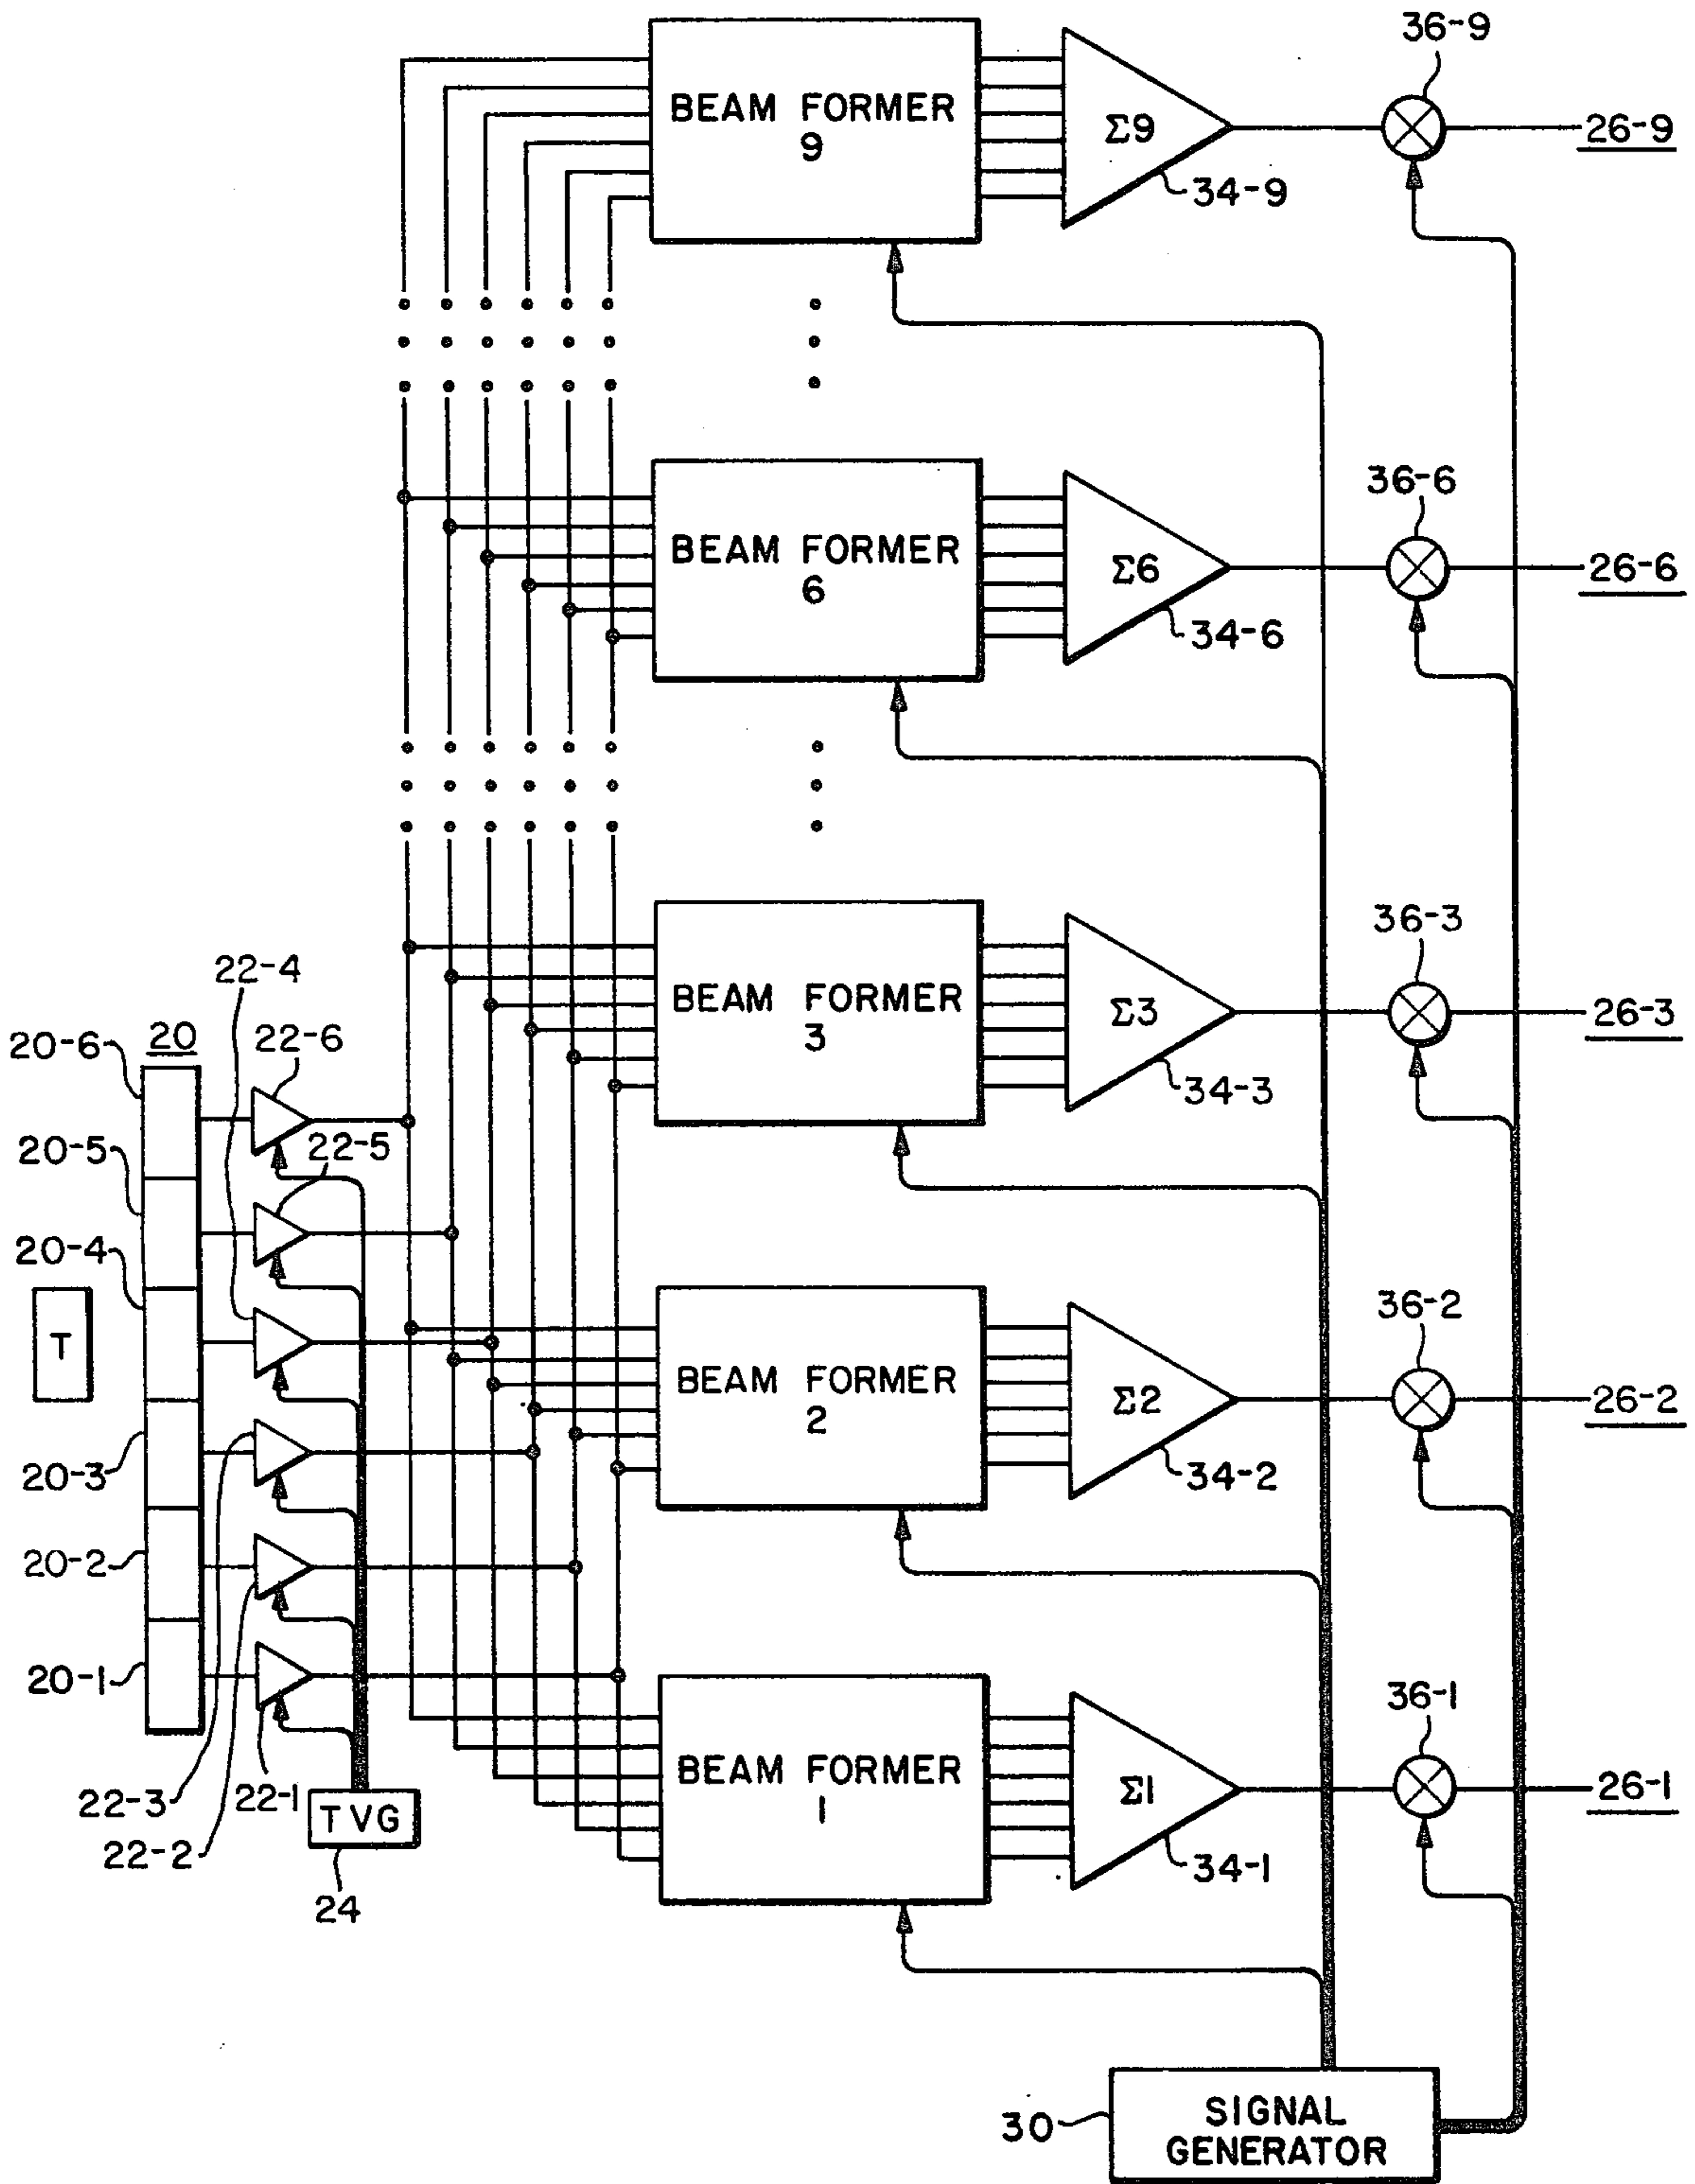 36-9
BEAM FORMER
9
Σ9
26-9
34-9
36-6
BEAM FORMER
6
Σ6
26-6
34-6
36-3
22-4
BEAM FORMER
3
Σ3
26-3
20-6
20
22-6
34-3
20-5
22-5
20-4
36-2
T
BEAM FORMER
2
Σ2
26-2
20-3
34-2
20-2
20-1
36-1
BEAM FORMER
1
Σ1
26-1
22-3
22-1
TVG
22-2
34-1
24
30
SIGNAL
GENERATOR